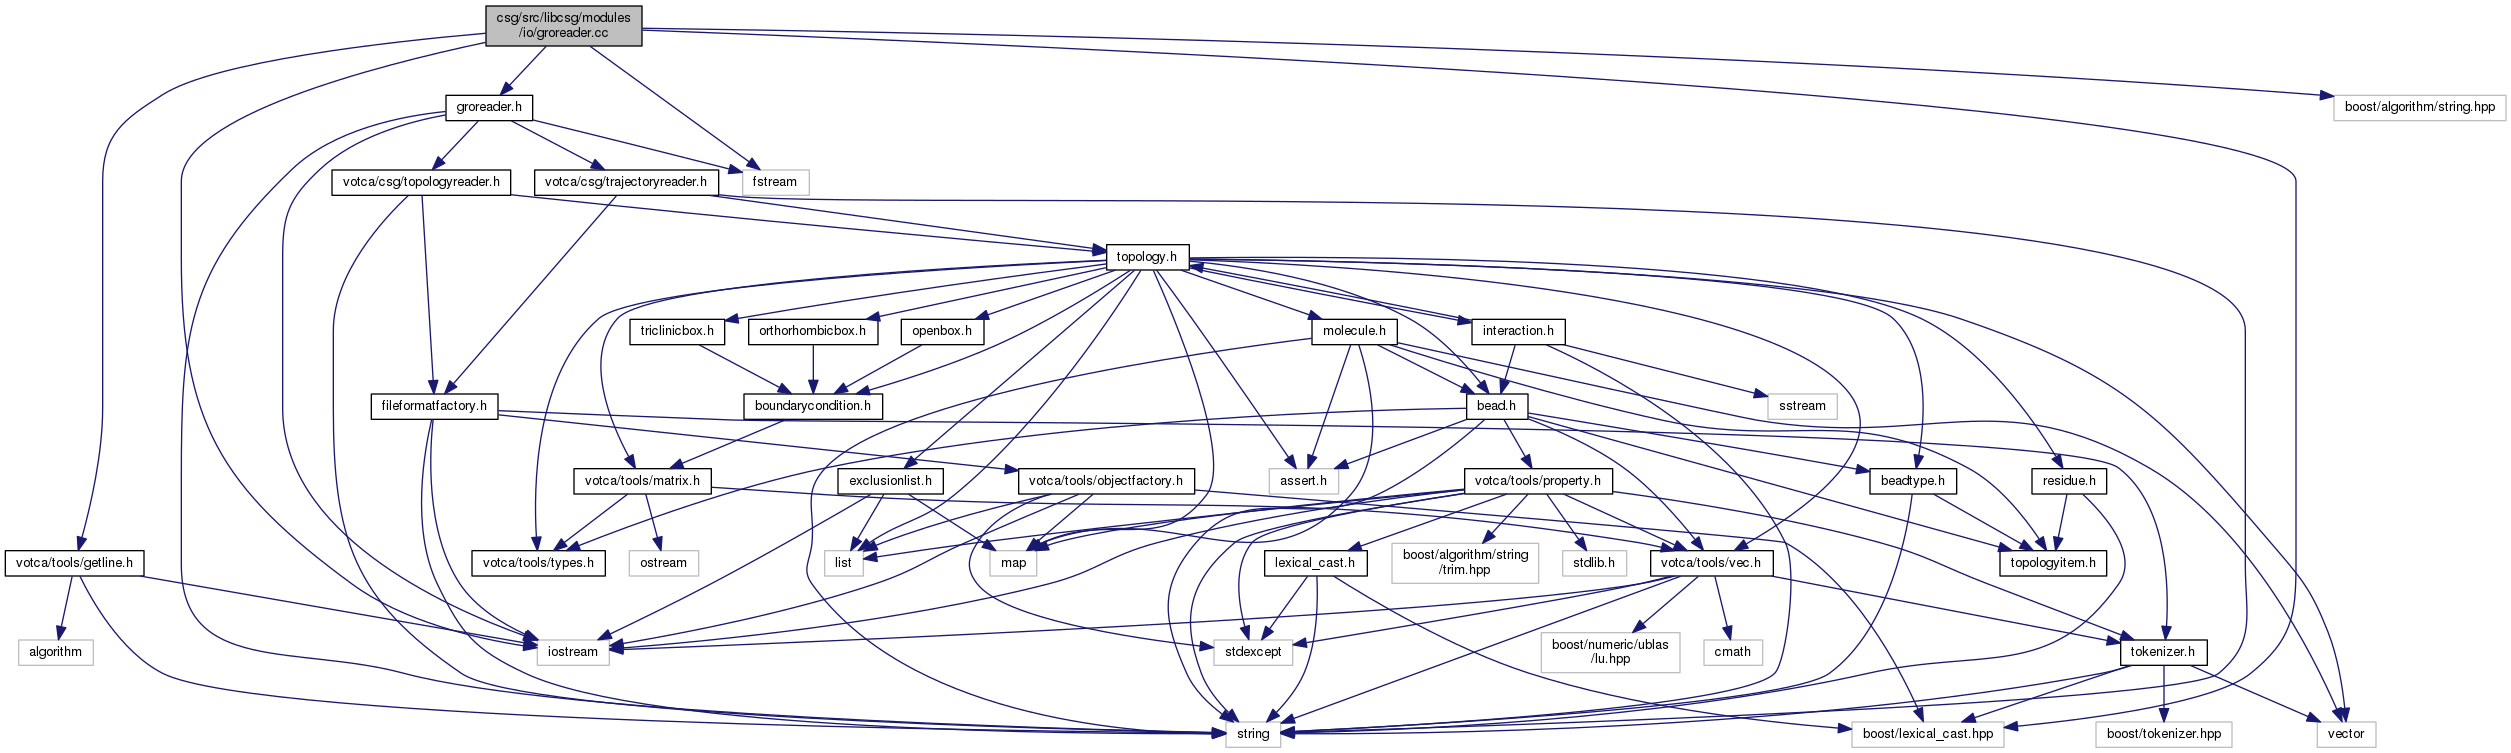 csg/src/libcsg/modules
/io/groreader.cc
groreader.h
boost/algorithm/string.hpp
votca/csg/topologyreader.h
votca/csg/trajectoryreader.h
fstream
topology.h
triclinicbox.h
orthorhombicbox.h
openbox.h
molecule.h
interaction.h
fileformatfactory.h
boundarycondition.h
bead.h
sstream
votca/tools/matrix.h
exclusionlist.h
votca/tools/objectfactory.h
assert.h
votca/tools/property.h
beadtype.h
residue.h
votca/tools/getline.h
votca/tools/types.h
ostream
list
map
lexical_cast.h
boost/algorithm/string
/trim.hpp
stdlib.h
votca/tools/vec.h
topologyitem.h
algorithm
iostream
stdexcept
boost/numeric/ublas
/lu.hpp
cmath
tokenizer.h
string
boost/lexical_cast.hpp
boost/tokenizer.hpp
vector